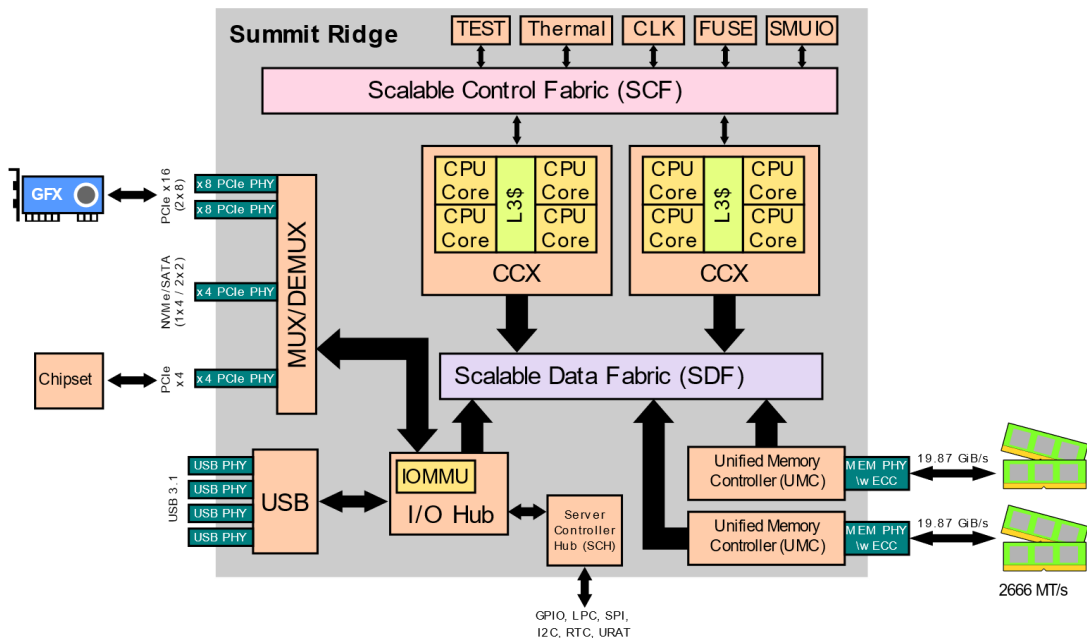 Summit Ridge
TEST
Thermal
CLK
FUSE
SMUIO
Scalable Control Fabric (SCF)
CPU
Core
L3$
CPU
Core
CPU
Core
CPU
Core
CCX
CPU
Core
L3$
CPU
Core
CPU
Core
CPU
Core
CCX
GFX
PCIe x16
(2x8)
x8 PCIe PHY
x8 PCIe PHY
NVMe/SATA
(1x4 / 2x2)
x4 PCIe PHY
Chipset
PCIe
x4
x4 PCIe PHY
MUX/DEMUX
Scalable Data Fabric (SDF)
USB 3.1
USB PHY
USB PHY
USB PHY
USB PHY
USB
IOMMU
I/O Hub
Server
Controller
Hub (SCH)
GPIO, LPC, SPI,
I2C, RTC, URAT
Unified Memory
Controller (UMC)
MEM PHY
\w ECC
19.87 GiB/s
Unified Memory
Controller (UMC)
MEM PHY
\w ECC
19.87 GiB/s
2666 MT/s